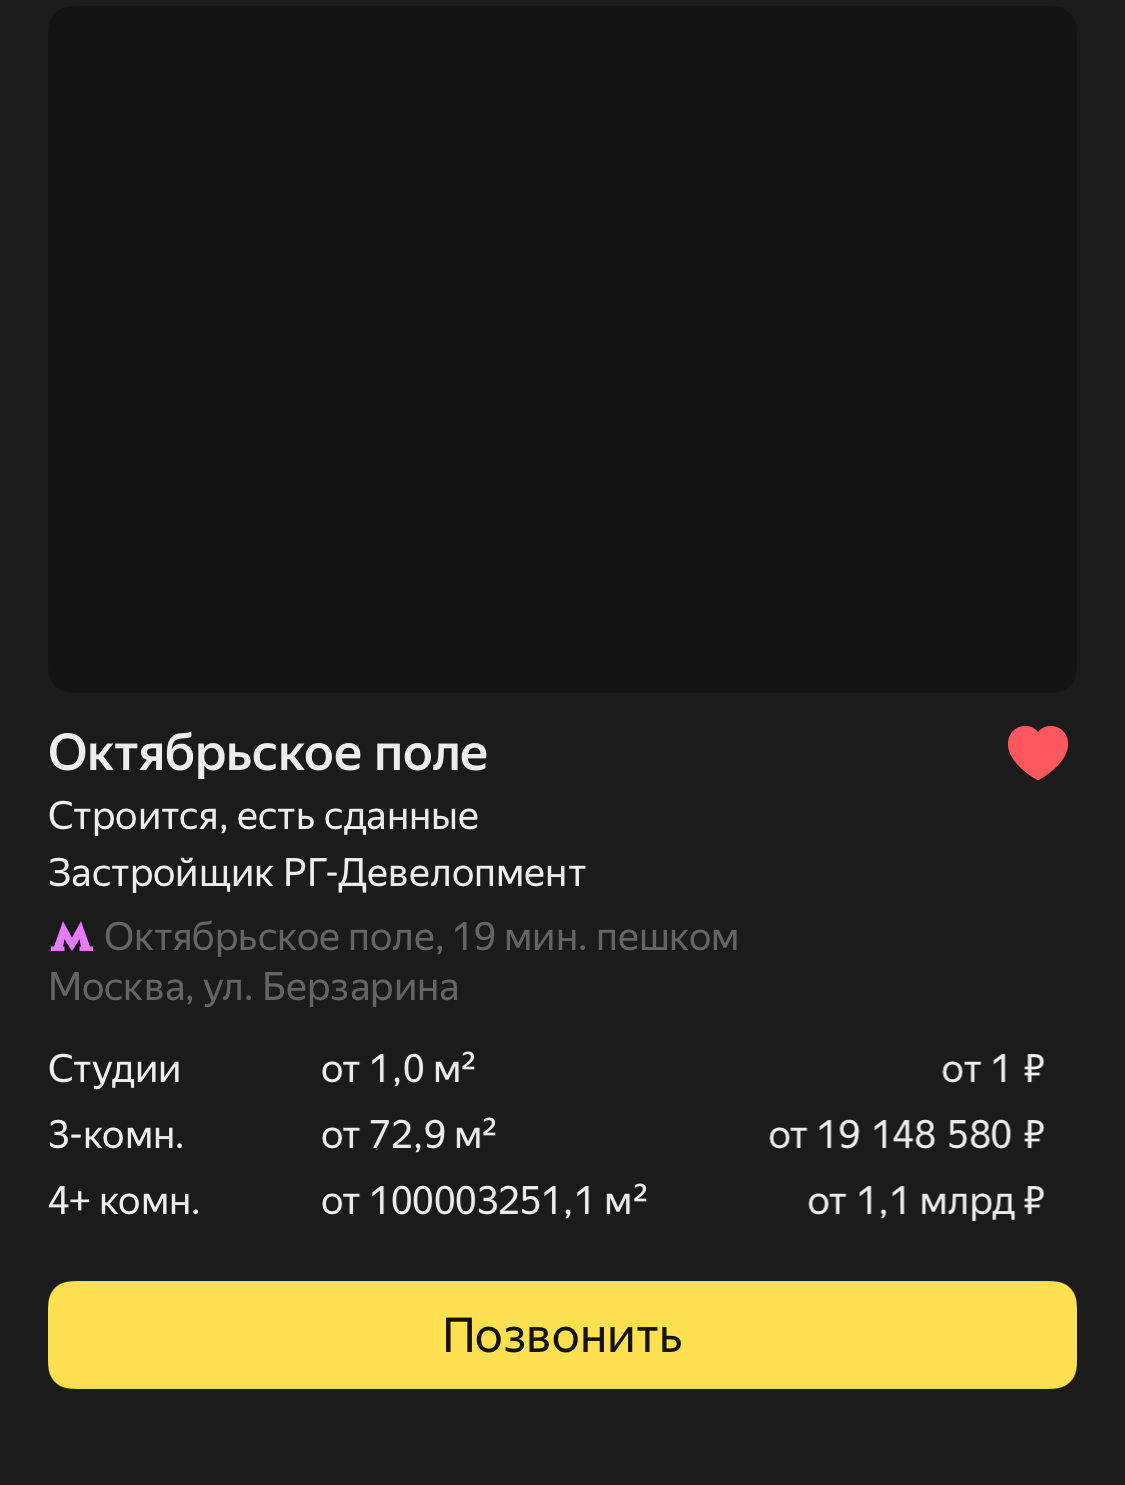 Октябрьское поле
Строится, есть сданные
Застройщик РГ-Девелопмент
Октябрьское поле, 19 мин. пешком
Москва, ул. Берзарина
Студии от 1,0 м² от 1 ₽
3-комн. от 72,9 м² от 19 148 580 ₽
4+ комн. от 100003251,1 м² от 1,1 млрд ₽
Позвонить